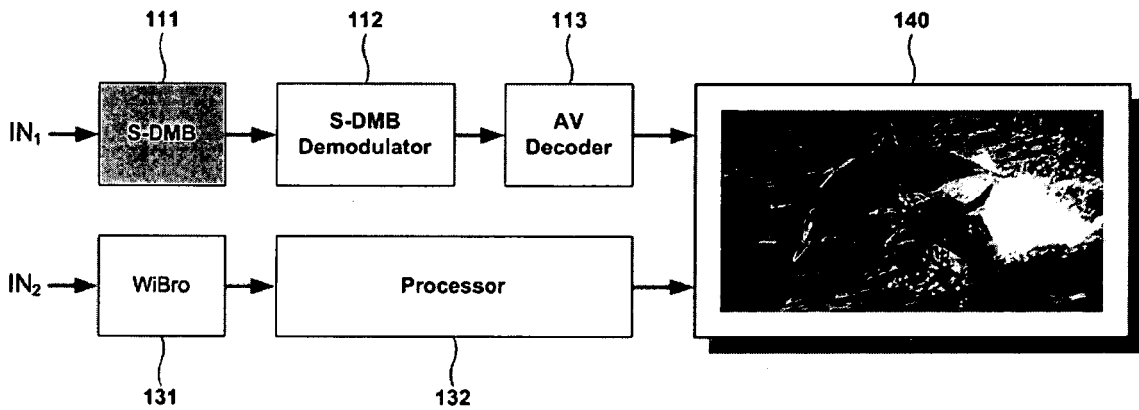 111
112
113
140
IN₁
S-DMB
S-DMB
Demodulator
AV
Decoder
IN₂
WiBro
Processor
131
132